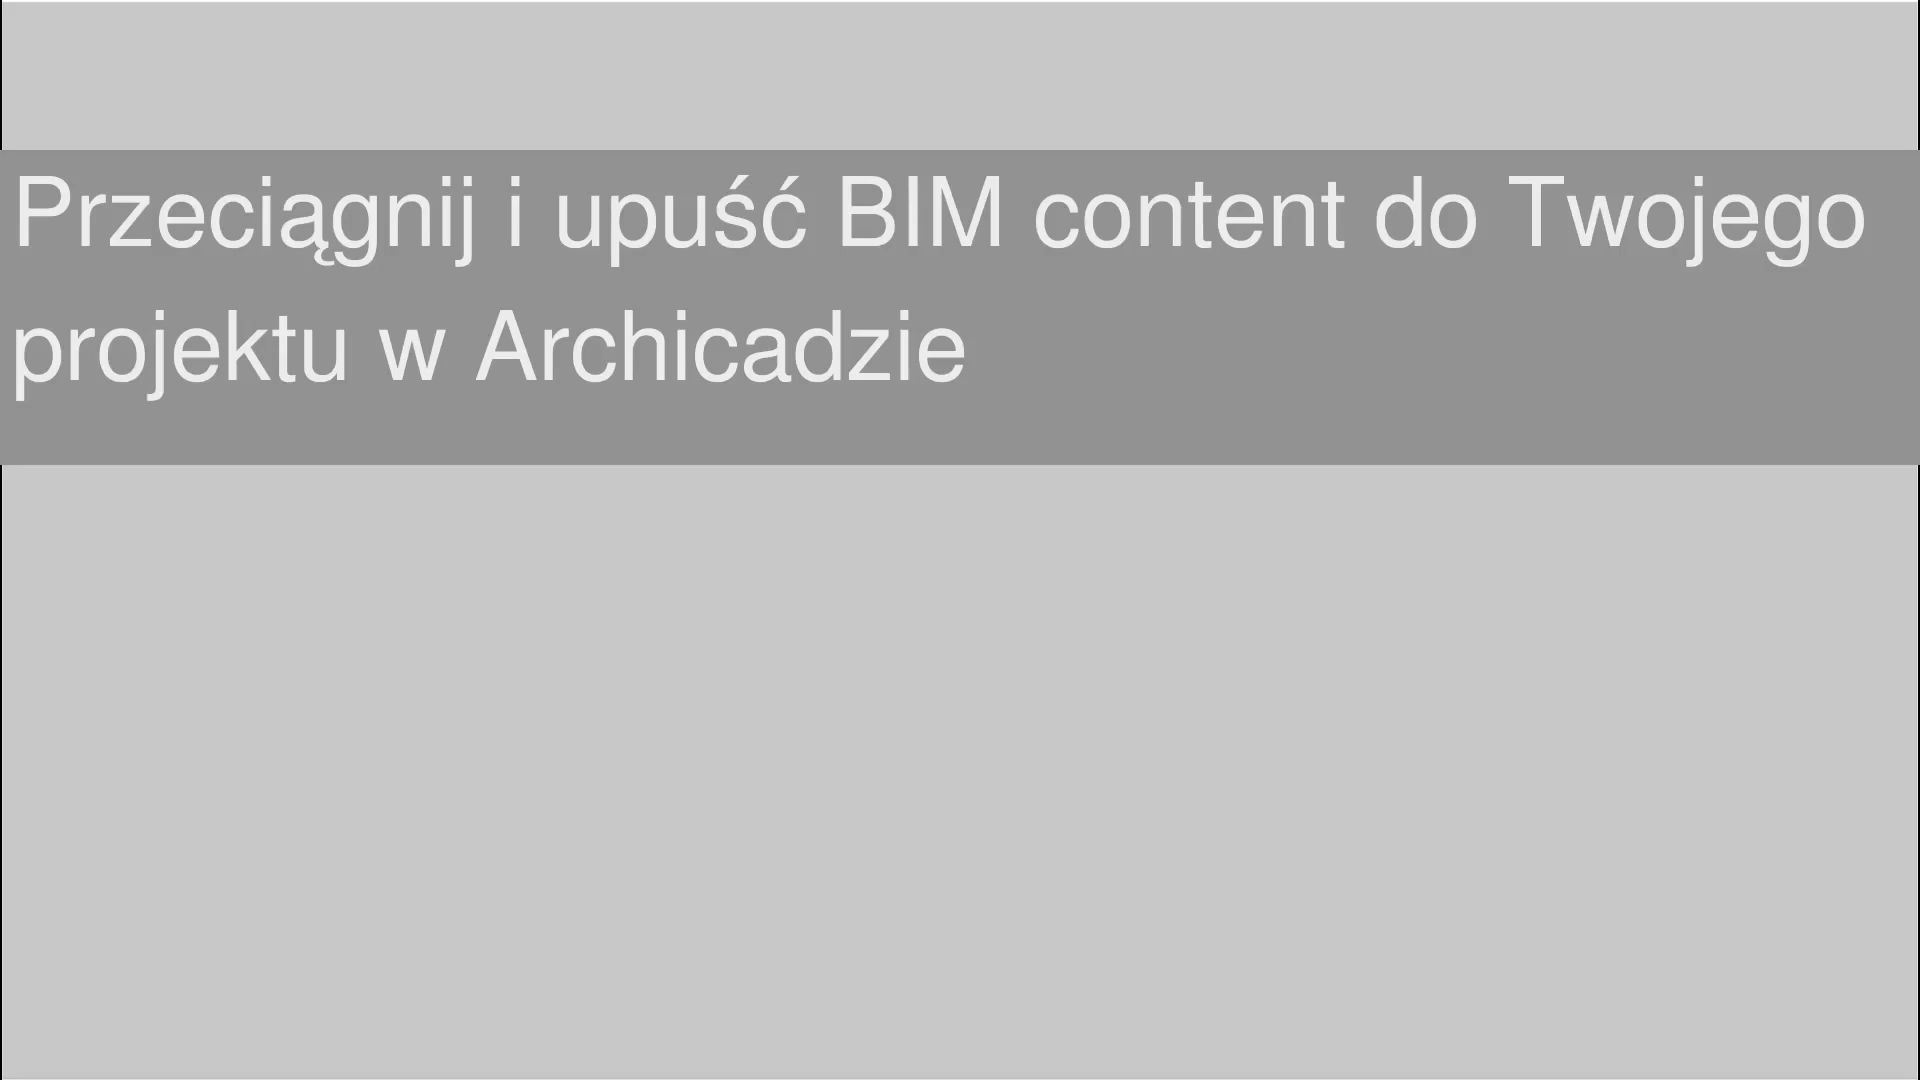 Przeciągnij i upuść BIM content do Twojego
projektu w Archicadzie